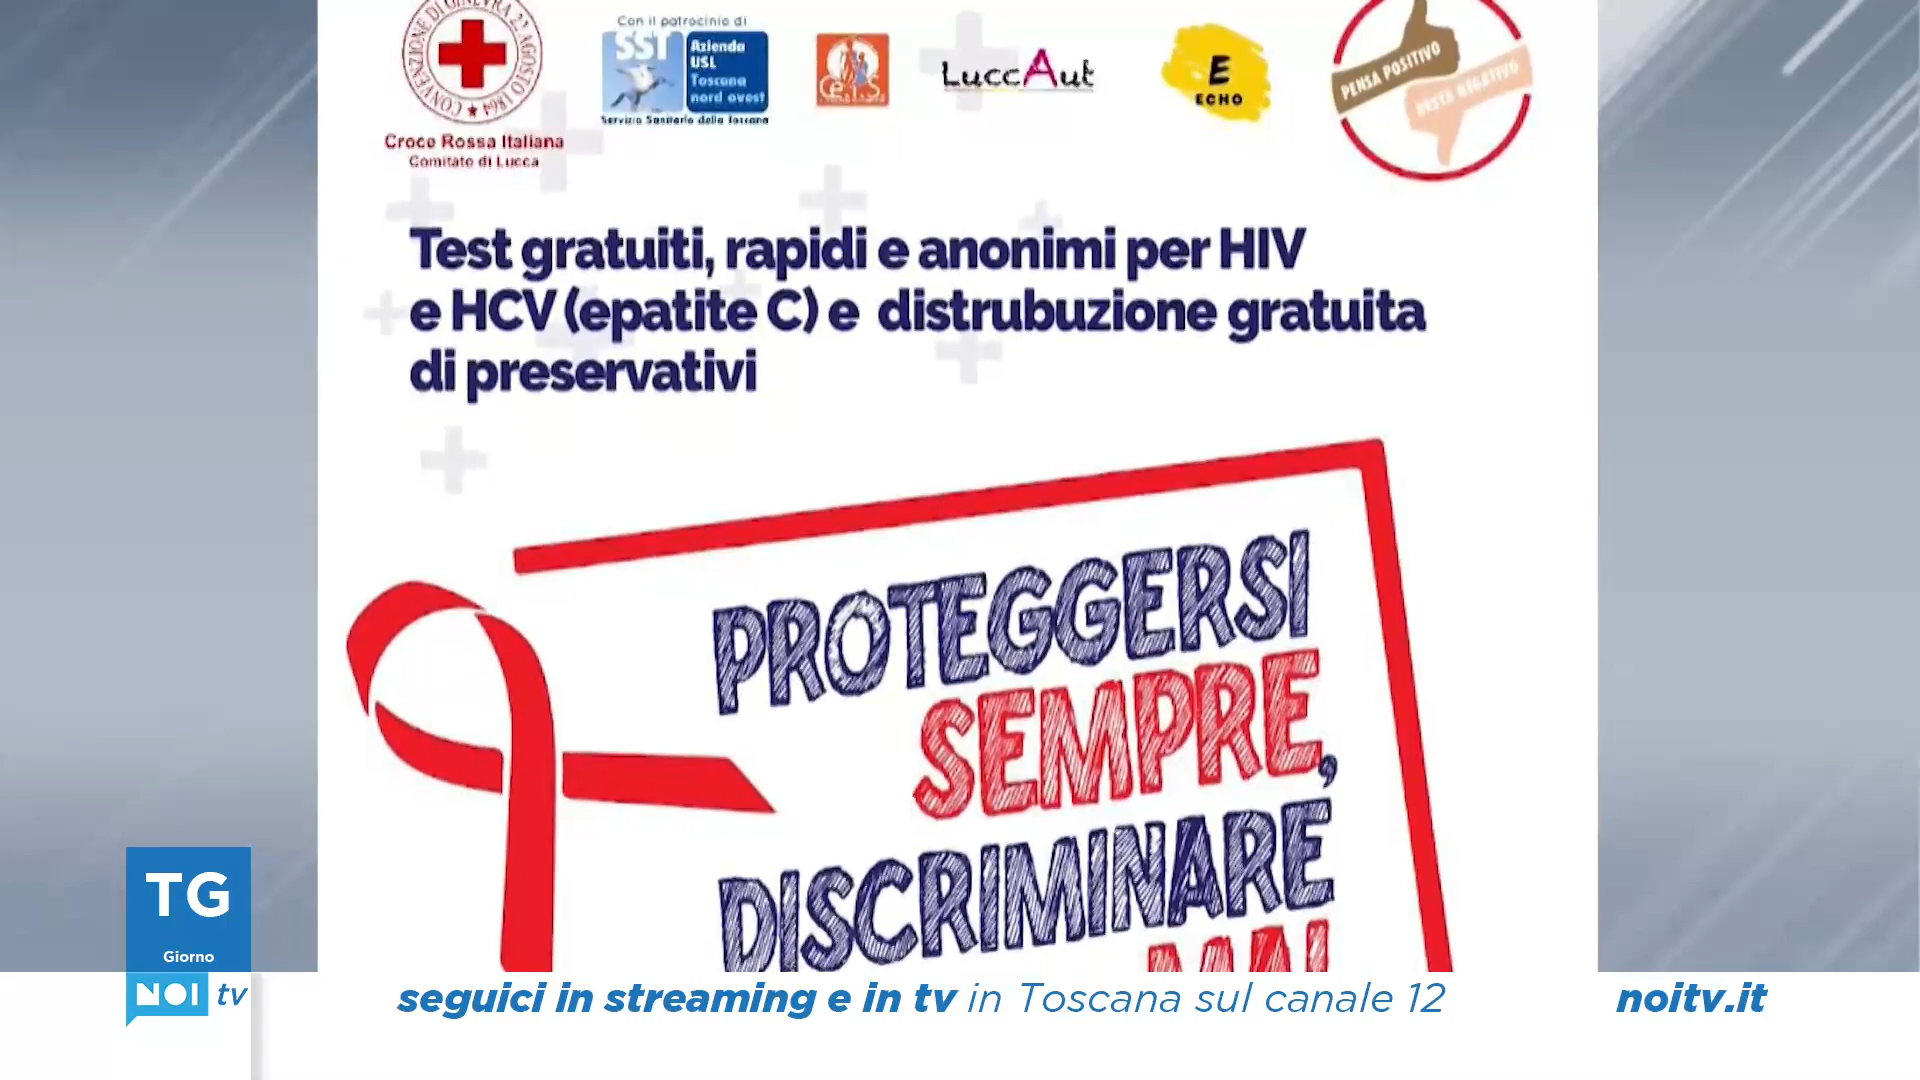 CONVENZIONE DI GINEVRA 22 AGOSTO 1864
Croce Rossa Italiana
Comitato di Lucca
Con il patrocinio di
SST
Azienda
USL
Toscana
nord ovest
Servizio Sanitario della Toscana
CeIS
LuccAut
E
ECHO
PENSA POSITIVO
RESTA NEGATIVO
Test gratuiti, rapidi e anonimi per HIV
e HCV (epatite C) e distrubuzione gratuita
di preservativi
PROTEGGERSI
SEMPRE,
DISCRIMINARE
MAI
TG
Giorno
NOI tv
seguici in streaming e in tv in Toscana sul canale 12
noitv.it